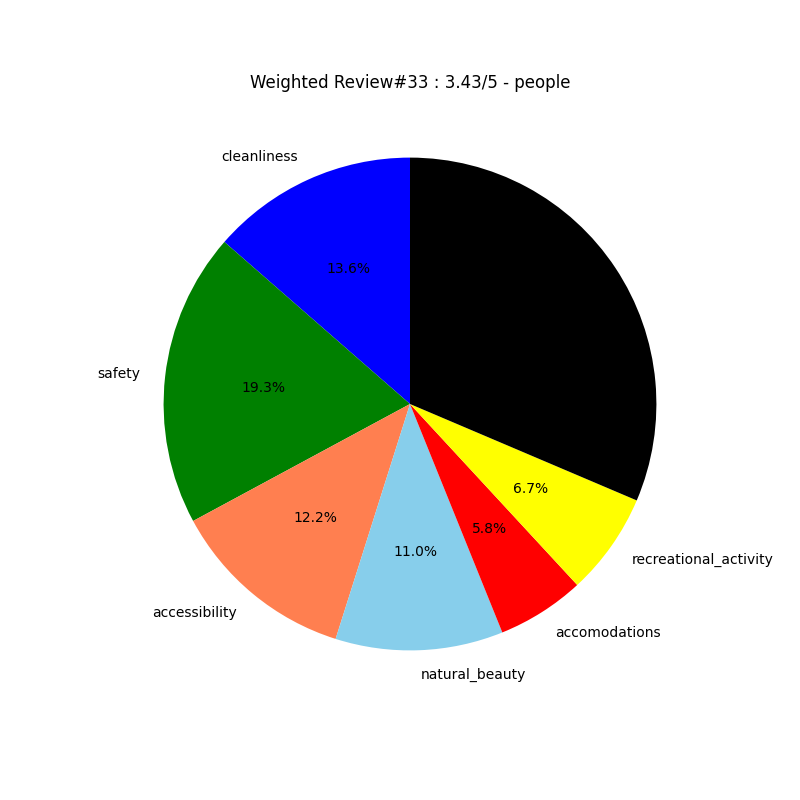 Weighted Review#33 : 3.43/5 - people
cleanliness
13.6%
safety
19.3%
accessibility
12.2%
natural_beauty
11.0%
accomodations
5.8%
recreational_activity
6.7%